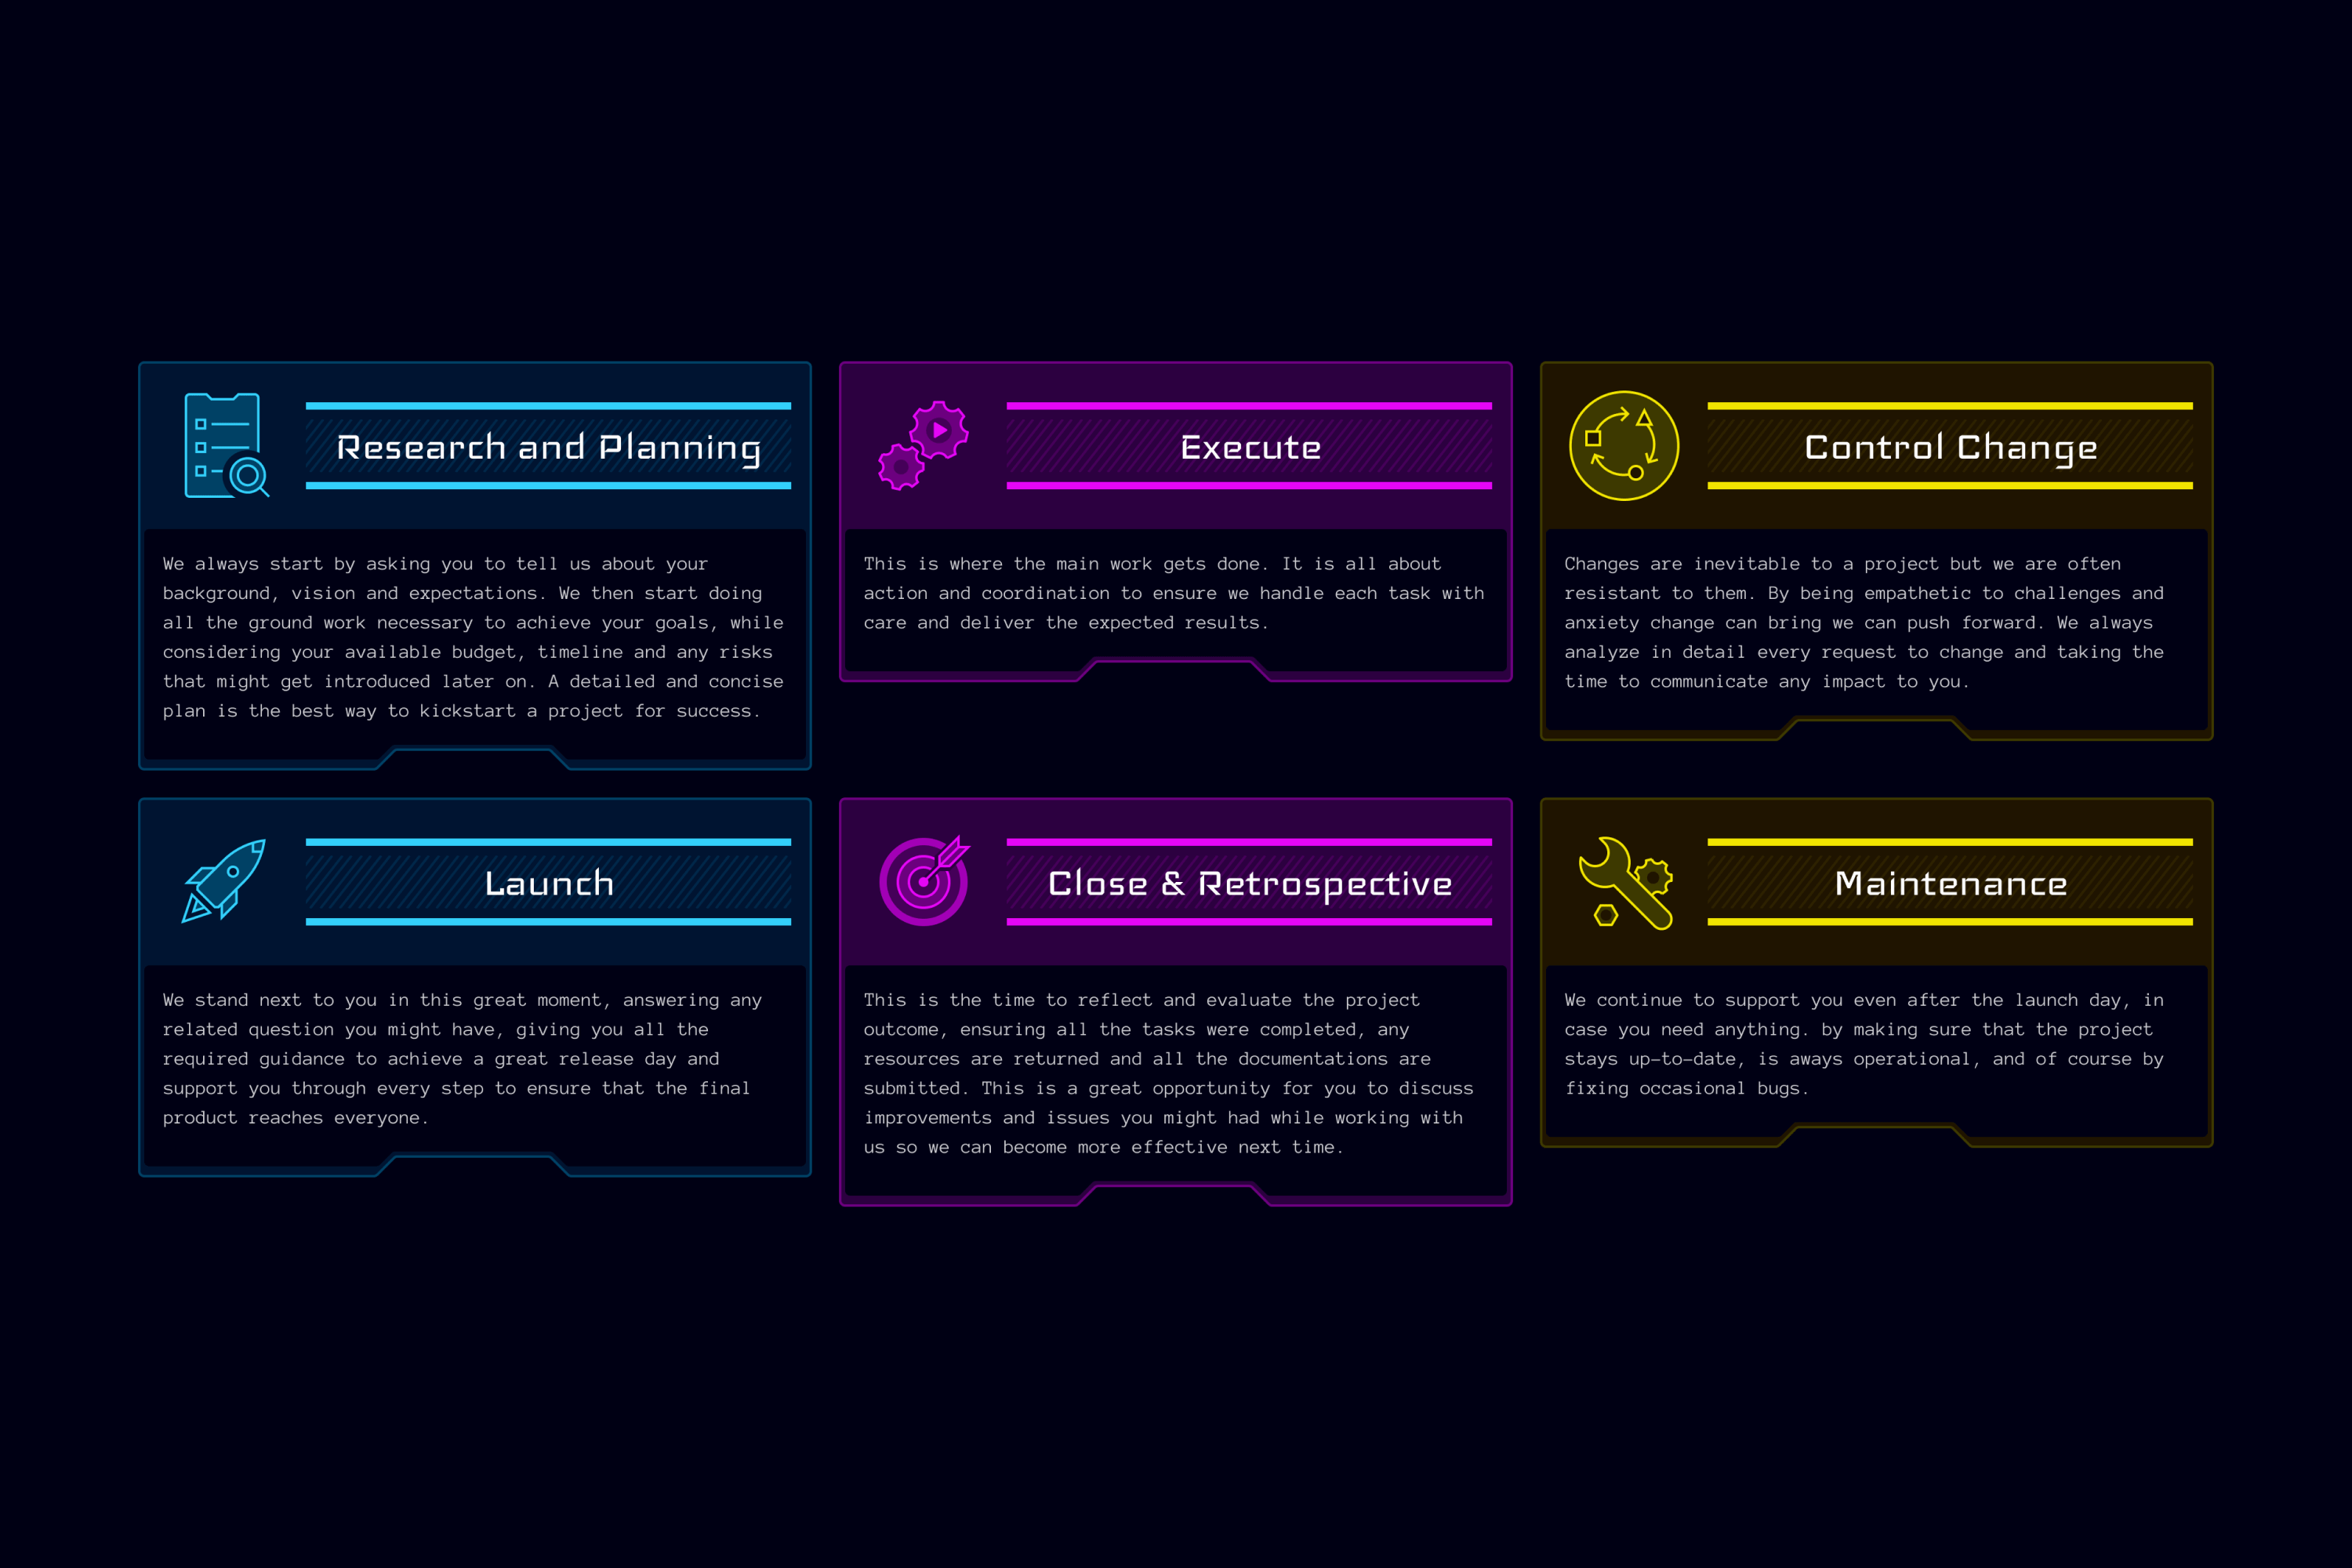 Research and Planning
We always start by asking you to tell us about your
background, vision and expectations. We then start doing
all the ground work necessary to achieve your goals, while
considering your available budget, timeline and any risks
that might get introduced later on. A detailed and concise
plan is the best way to kickstart a project for success.
Execute
This is where the main work gets done. It is all about
action and coordination to ensure we handle each task with
care and deliver the expected results.
Control Change
Changes are inevitable to a project but we are often
resistant to them. By being empathetic to challenges and
anxiety change can bring we can push forward. We always
analyze in detail every request to change and taking the
time to communicate any impact to you.
Launch
We stand next to you in this great moment, answering any
related question you might have, giving you all the
required guidance to achieve a great release day and
support you through every step to ensure that the final
product reaches everyone.
Close & Retrospective
This is the time to reflect and evaluate the project
outcome, ensuring all the tasks were completed, any
resources are returned and all the documentations are
submitted. This is a great opportunity for you to discuss
improvements and issues you might had while working with
us so we can become more effective next time.
Maintenance
We continue to support you even after the launch day, in
case you need anything. by making sure that the project
stays up-to-date, is aways operational, and of course by
fixing occasional bugs.